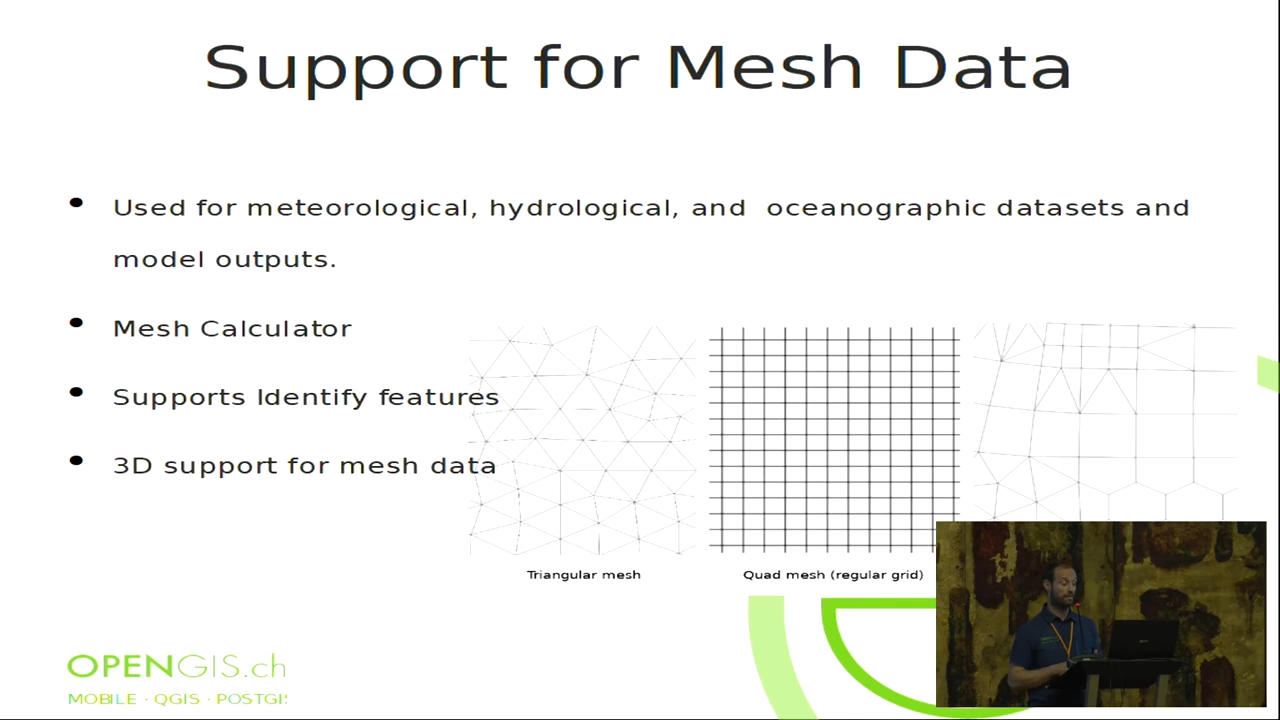 Support for Mesh Data
Used for meteorological, hydrological, and oceanographic datasets and
model outputs.
Mesh Calculator
Supports Identify features
3D support for mesh data
Triangular mesh
Quad mesh (regular grid)
OPENGIS.ch
MOBILE · QGIS · POSTGIS